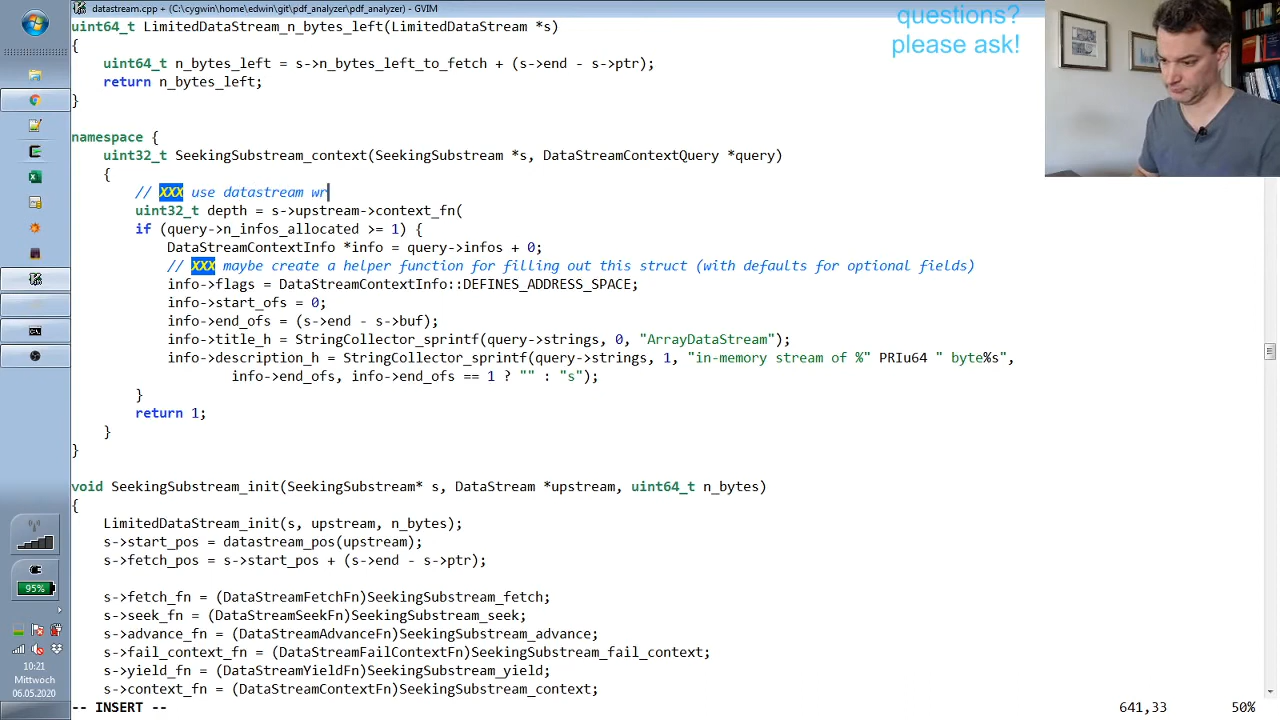 datastream.cpp + (C:\cygwin\home\edwin\git\pdf_analyzer\pdf_analyzer) - GVIM
questions?
please ask!
uint64_t LimitedDataStream_n_bytes_left(LimitedDataStream *s)
{
    uint64_t n_bytes_left = s->n_bytes_left_to_fetch + (s->end - s->ptr);
    return n_bytes_left;
}
namespace {
    uint32_t SeekingSubstream_context(SeekingSubstream *s, DataStreamContextQuery *query)
    {
        // XXX use datastream wr
        uint32_t depth = s->upstream->context_fn(
        if (query->n_infos_allocated >= 1) {
            DataStreamContextInfo *info = query->infos + 0;
            // XXX maybe create a helper function for filling out this struct (with defaults for optional fields)
            info->flags = DataStreamContextInfo::DEFINES_ADDRESS_SPACE;
            info->start_ofs = 0;
            info->end_ofs = (s->end - s->buf);
            info->title_h = StringCollector_sprintf(query->strings, 0, "ArrayDataStream");
            info->description_h = StringCollector_sprintf(query->strings, 1, "in-memory stream of %" PRIu64 " byte%s",
                    info->end_ofs, info->end_ofs == 1 ? "" : "s");
        }
        return 1;
    }
}
void SeekingSubstream_init(SeekingSubstream* s, DataStream *upstream, uint64_t n_bytes)
{
    LimitedDataStream_init(s, upstream, n_bytes);
    s->start_pos = datastream_pos(upstream);
    s->fetch_pos = s->start_pos + (s->end - s->ptr);
    s->fetch_fn = (DataStreamFetchFn)SeekingSubstream_fetch;
    s->seek_fn = (DataStreamSeekFn)SeekingSubstream_seek;
    s->advance_fn = (DataStreamAdvanceFn)SeekingSubstream_advance;
    s->fail_context_fn = (DataStreamFailContextFn)SeekingSubstream_fail_context;
    s->yield_fn = (DataStreamYieldFn)SeekingSubstream_yield;
    s->context_fn = (DataStreamContextFn)SeekingSubstream_context;
-- INSERT --
641,33
50%
95%
10:21
Mittwoch
06.05.2020